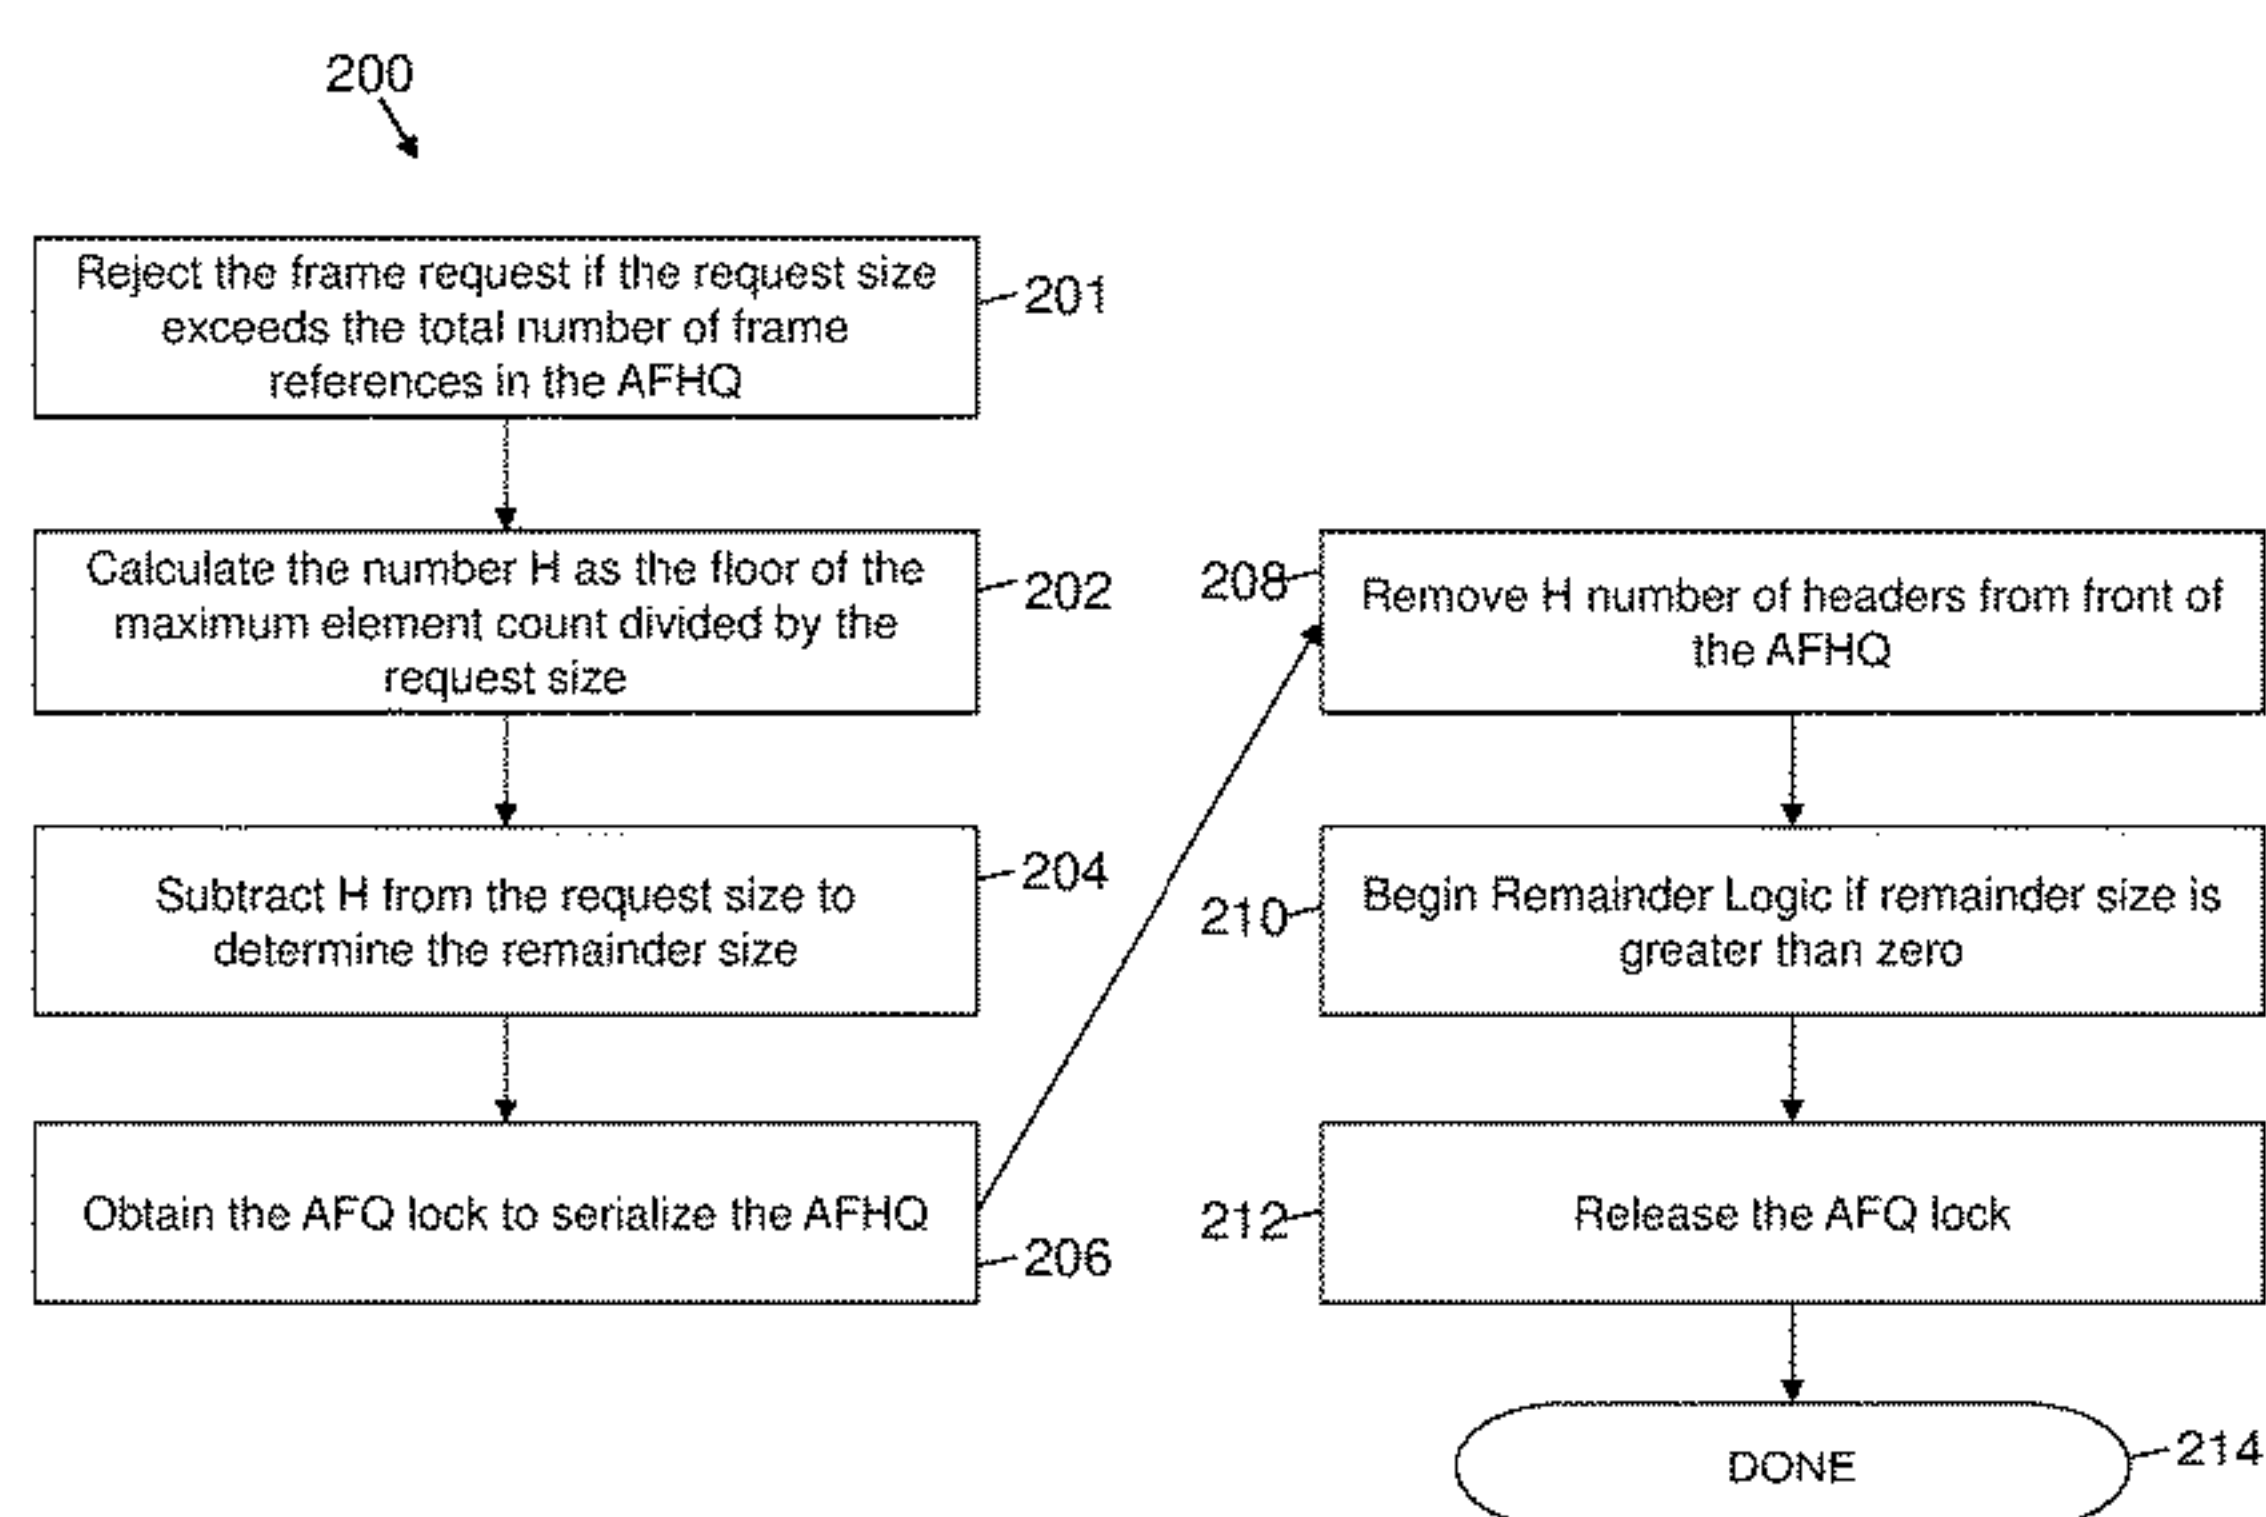 200
Reject the frame request if the request size
exceeds the total number of frame
references in the AFHQ
201
Calculate the number H as the floor of the
maximum element count divided by the
request size
202
Subtract H from the request size to
determine the remainder size
204
Obtain the AFQ lock to serialize the AFHQ
206
208
Remove H number of headers from front of
the AFHQ
210
Begin Remainder Logic if remainder size is
greater than zero
212
Release the AFQ lock
DONE
214